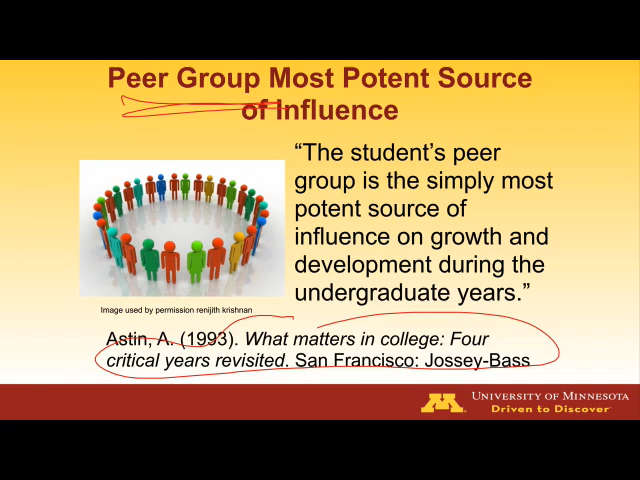 Peer Group Most Potent Source
of Influence
“The student’s peer
group is the simply most
potent source of
influence on growth and
development during the
undergraduate years.”
Image used by permission renijith krishnan
Astin, A. (1993). What matters in college: Four
critical years revisited. San Francisco: Jossey-Bass
M
UNIVERSITY OF MINNESOTA
Driven to Discover